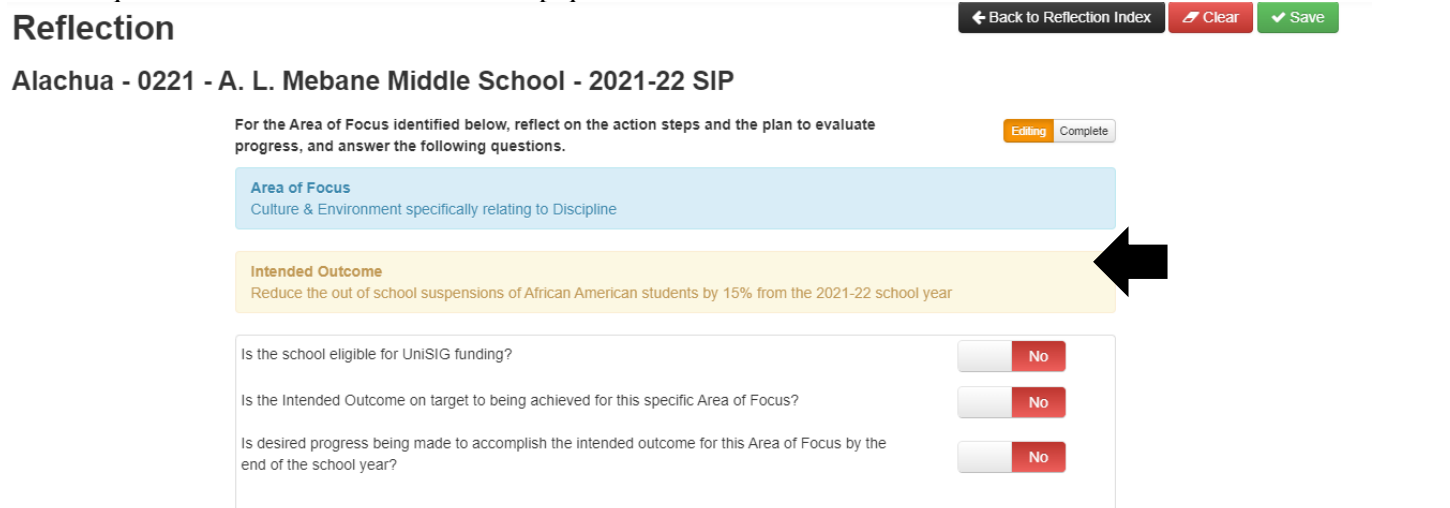 Reflection
Back to Reflection Index
Clear
Save
Alachua - 0221 - A. L. Mebane Middle School - 2021-22 SIP
For the Area of Focus identified below, reflect on the action steps and the plan to evaluate
progress, and answer the following questions.
Editing Complete
Area of Focus
Culture & Environment specifically relating to Discipline
Intended Outcome
Reduce the out of school suspensions of African American students by 15% from the 2021-22 school year
Is the school eligible for UniSIG funding?
No
Is the Intended Outcome on target to being achieved for this specific Area of Focus?
No
Is desired progress being made to accomplish the intended outcome for this Area of Focus by the
end of the school year?
No